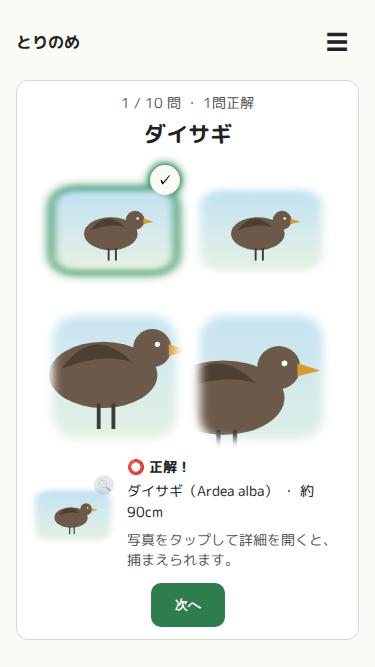 とりのめ
1 / 10 問 ・ 1問正解
ダイサギ
⭕ 正解！
ダイサギ（Ardea alba） ・ 約
90cm
写真をタップして詳細を開くと、
捕まえられます。
次へ